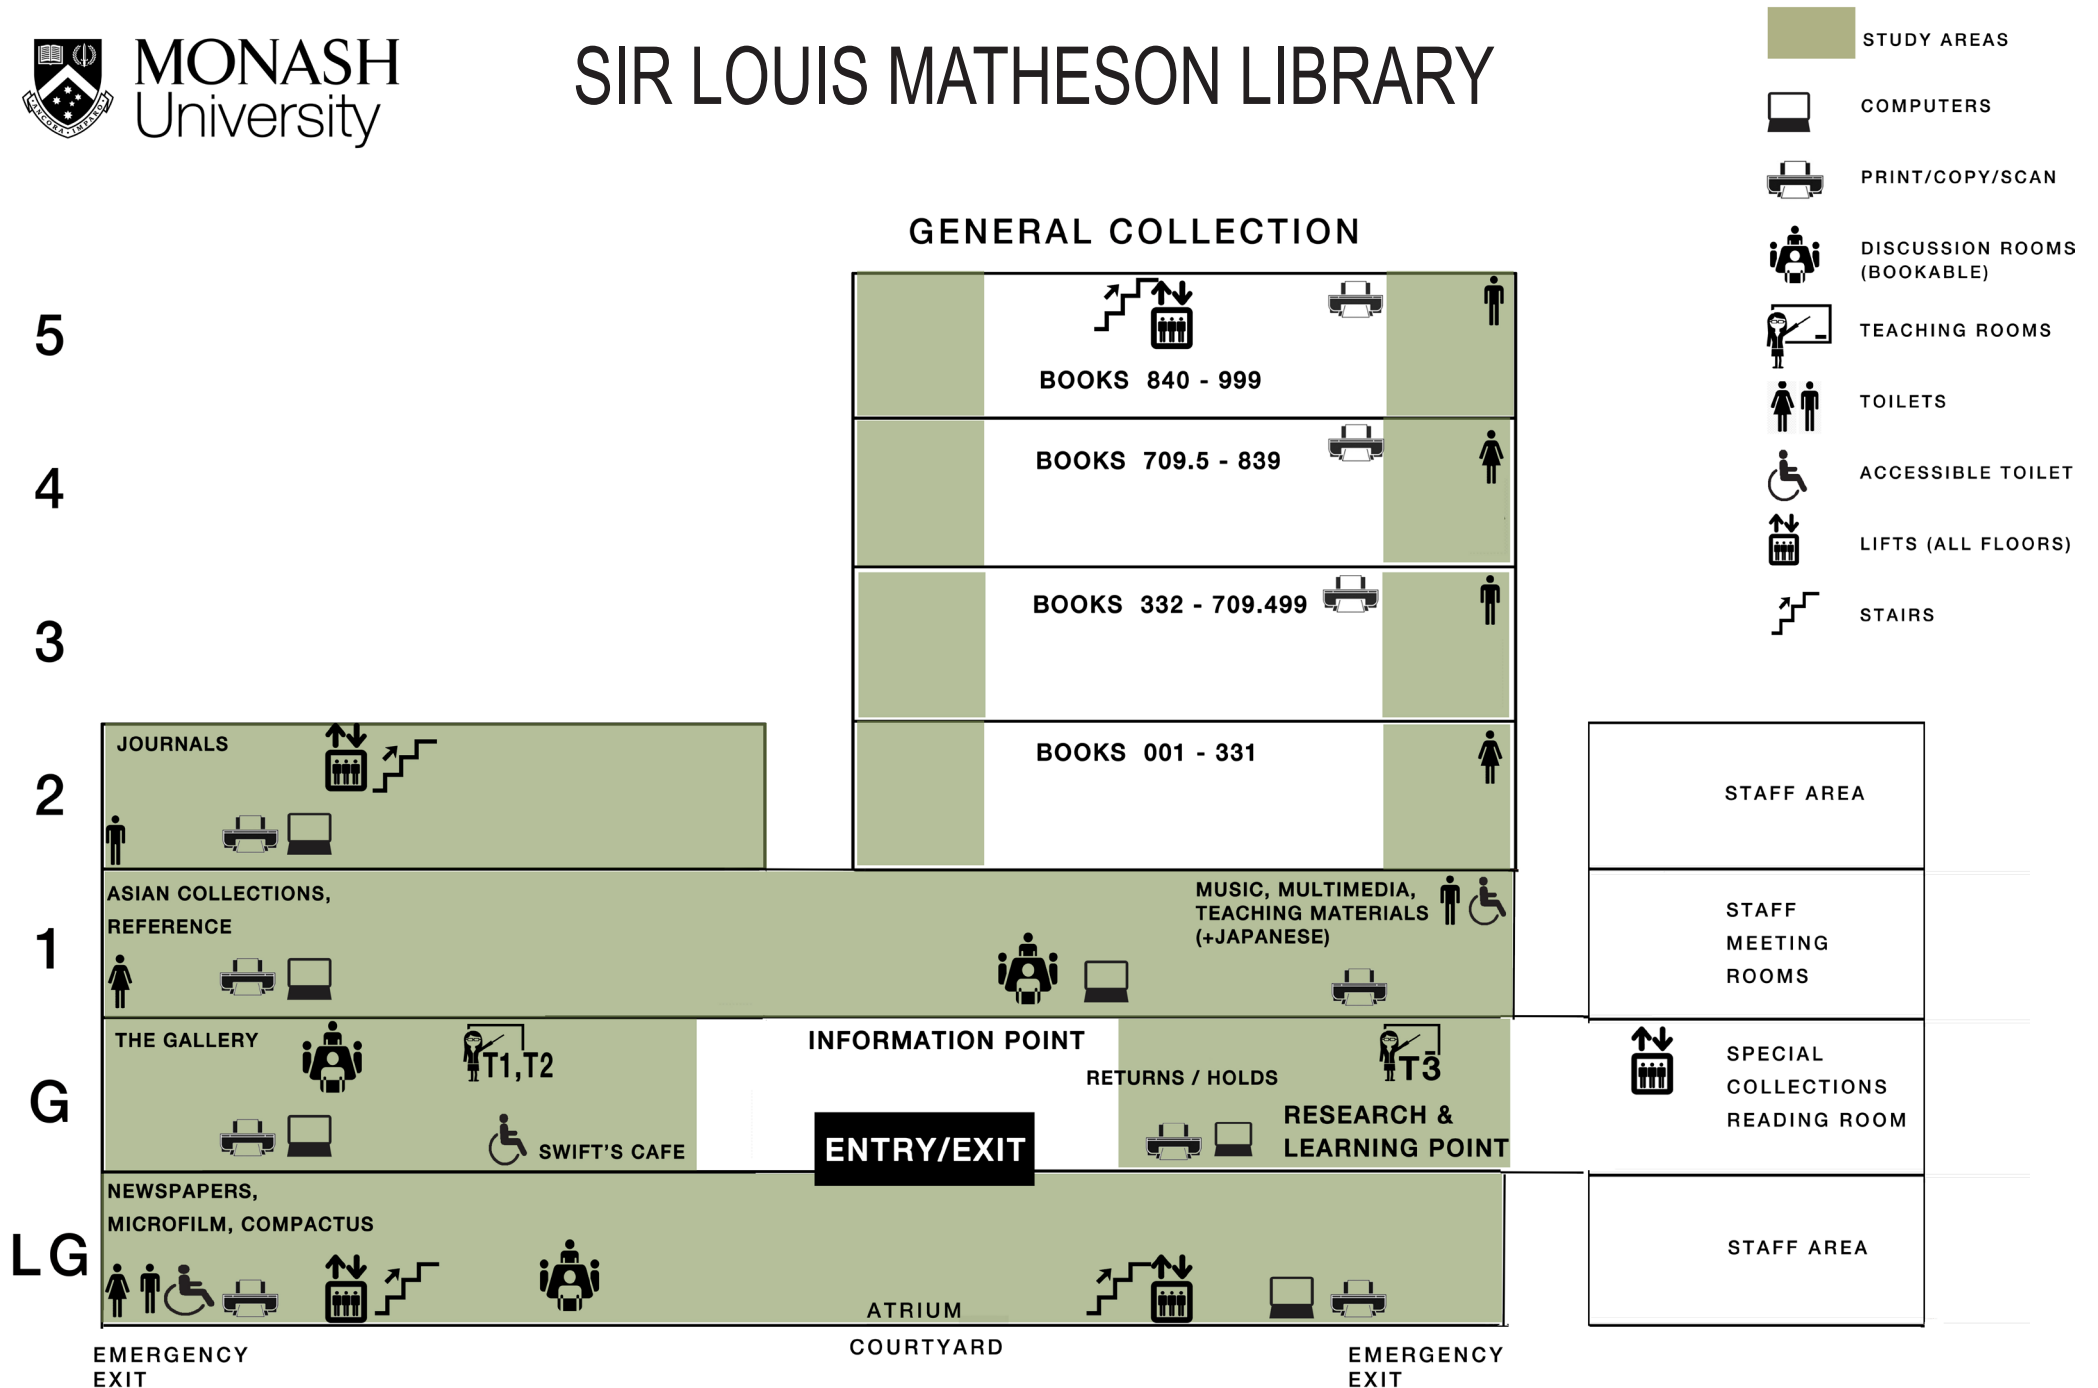 MONASH
University
ANCORA IMPARO
SIR LOUIS MATHESON LIBRARY
STUDY AREAS
COMPUTERS
PRINT/COPY/SCAN
DISCUSSION ROOMS
(BOOKABLE)
TEACHING ROOMS
TOILETS
ACCESSIBLE TOILET
LIFTS (ALL FLOORS)
STAIRS
GENERAL COLLECTION
5
BOOKS 840 - 999
4
BOOKS 709.5 - 839
3
BOOKS 332 - 709.499
2
JOURNALS
BOOKS 001 - 331
STAFF AREA
1
ASIAN COLLECTIONS,
REFERENCE
MUSIC, MULTIMEDIA,
TEACHING MATERIALS
(+JAPANESE)
STAFF
MEETING
ROOMS
G
THE GALLERY
T1,T2
SWIFT'S CAFE
INFORMATION POINT
RETURNS / HOLDS
T3
RESEARCH &
LEARNING POINT
ENTRY/EXIT
SPECIAL
COLLECTIONS
READING ROOM
LG
NEWSPAPERS,
MICROFILM, COMPACTUS
ATRIUM
STAFF AREA
COURTYARD
EMERGENCY
EXIT
EMERGENCY
EXIT